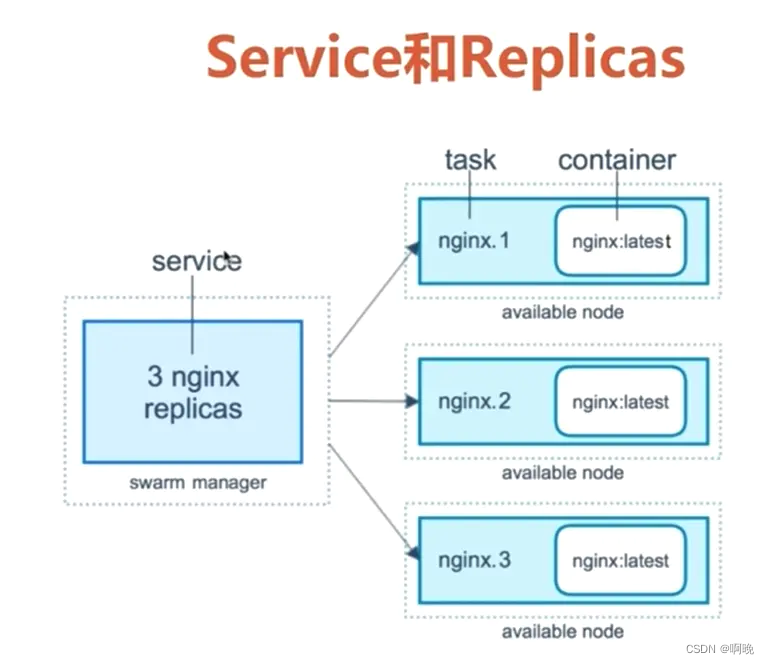 Service和Replicas
task
container
nginx.1
nginx:latest
available node
service
3 nginx
replicas
swarm manager
nginx.2
nginx:latest
available node
nginx.3
nginx:latest
available node
CSDN @啊晚